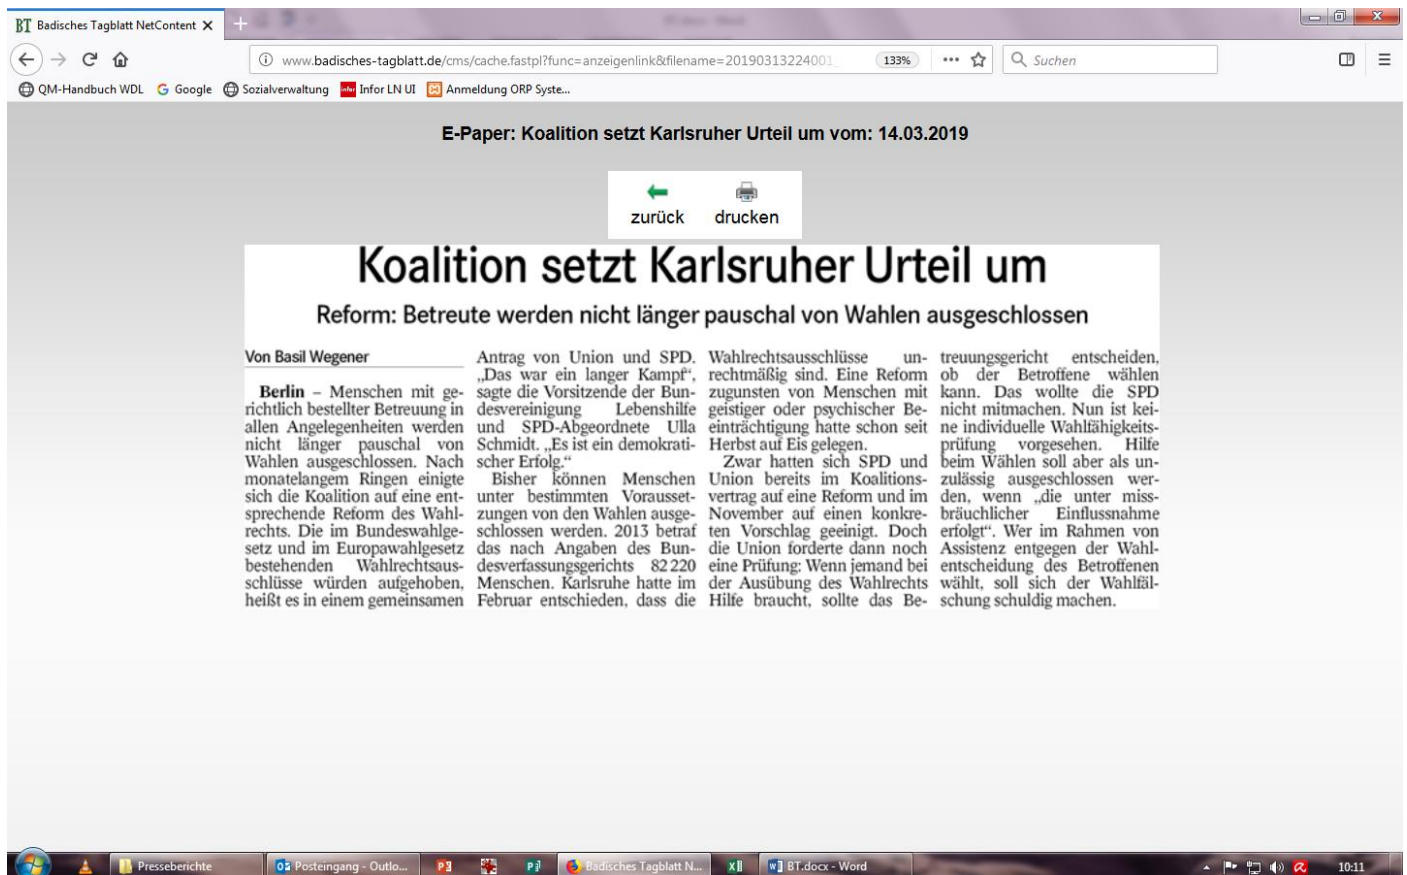 BT Badisches Tagblatt NetContent
www.badisches-tagblatt.de/cms/cache.fastpl?func=anzeigenlink&filename=20190313224001_
133%
Suchen
QM-Handbuch WDL Google Sozialverwaltung Infor LN UI Anmeldung ORP Syste...
E-Paper: Koalition setzt Karlsruher Urteil um vom: 14.03.2019
zurück drucken
Koalition setzt Karlsruher Urteil um
Reform: Betreute werden nicht länger pauschal von Wahlen ausgeschlossen
Von Basil Wegener
Berlin – Menschen mit ge-
richtlich bestellter Betreuung in
allen Angelegenheiten werden
nicht länger pauschal von
Wahlen ausgeschlossen. Nach
monatelangem Ringen einigte
sich die Koalition auf eine ent-
sprechende Reform des Wahl-
rechts. Die im Bundeswahlge-
setz und im Europawahlgesetz
bestehenden Wahlrechtsaus-
schlüsse würden aufgehoben,
heißt es in einem gemeinsamen
Antrag von Union und SPD.
„Das war ein langer Kampf“,
sagte die Vorsitzende der Bun-
desvereinigung Lebenshilfe
und SPD-Abgeordnete Ulla
Schmidt. „Es ist ein demokrati-
scher Erfolg.“
Bisher können Menschen
unter bestimmten Vorausset-
zungen von den Wahlen ausge-
schlossen werden. 2013 betraf
das nach Angaben des Bun-
desverfassungsgerichts 82 220
Menschen. Karlsruhe hatte im
Februar entschieden, dass die
Wahlrechtsausschlüsse un-
rechtmäßig sind. Eine Reform
zugunsten von Menschen mit
geistiger oder psychischer Be-
einträchtigung hatte schon seit
Herbst auf Eis gelegen.
Zwar hatten sich SPD und
Union bereits im Koalitions-
vertrag auf eine Reform und im
November auf einen konkre-
ten Vorschlag geeinigt. Doch
die Union forderte dann noch
eine Prüfung: Wenn jemand bei
der Ausübung des Wahlrechts
Hilfe braucht, sollte das Be-
treuungsgericht entscheiden,
ob der Betroffene wählen
kann. Das wollte die SPD
nicht mitmachen. Nun ist kei-
ne individuelle Wahlfähigkeits-
prüfung vorgesehen. Hilfe
beim Wählen soll aber als un-
zulässig ausgeschlossen wer-
den, wenn „die unter miss-
bräuchlicher Einflussnahme
erfolgt“. Wer im Rahmen von
Assistenz entgegen der Wahl-
entscheidung des Betroffenen
wählt, soll sich der Wahlfäl-
schung schuldig machen.
Presseberichte Posteingang - Outlo... Badisches Tagblatt N... BT.docx - Word 10:11